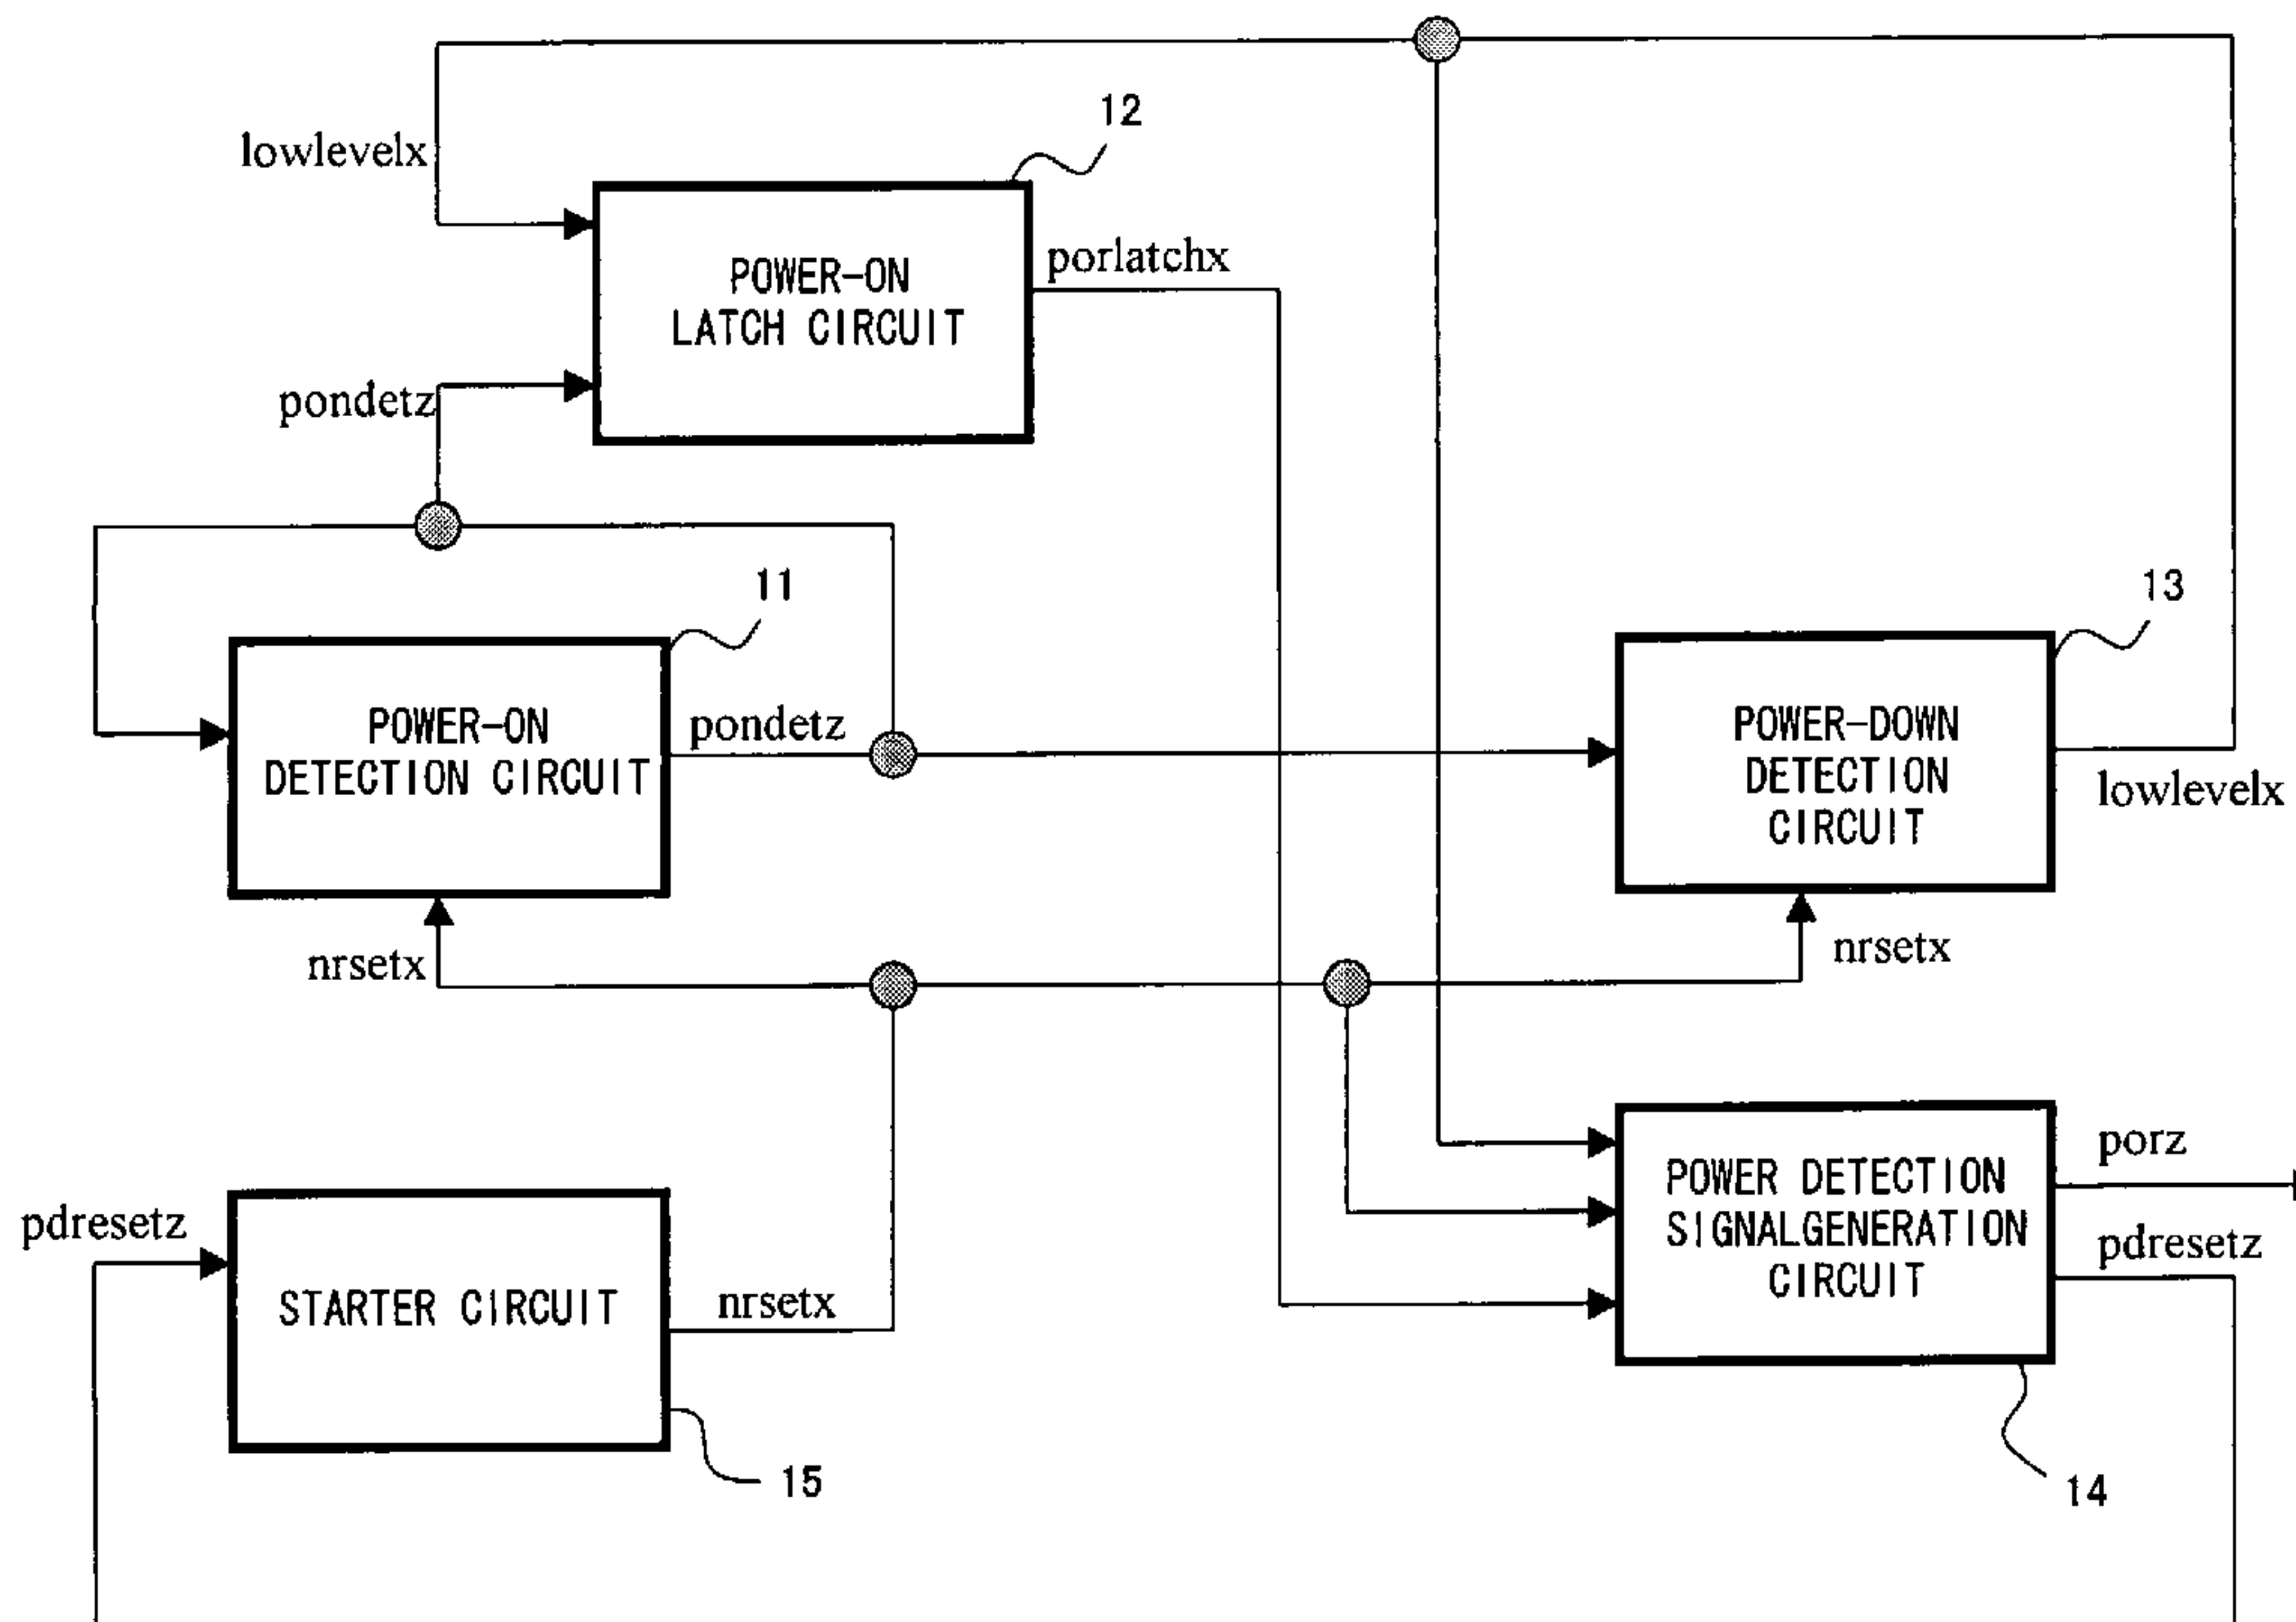 12
lowlevelx
POWER-ON
LATCH CIRCUIT
porlatchx
pondetz
11
13
POWER-ON
DETECTION CIRCUIT
pondetz
POWER-DOWN
DETECTION
CIRCUIT
lowlevelx
nrsetx
nrsetx
porz
POWER DETECTION
SIGNALGENERATION
CIRCUIT
pdresetz
pdresetz
STARTER CIRCUIT
nrsetx
15
14